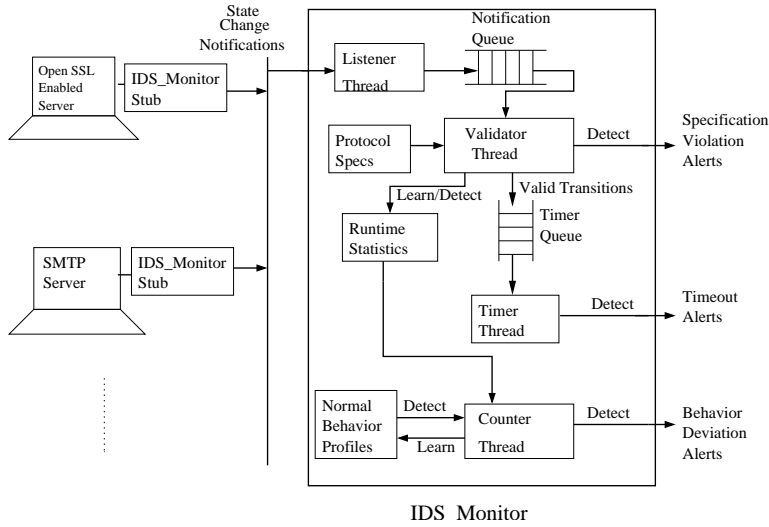 State
Change
Notifications
Open SSL
Enabled
Server
IDS_Monitor
Stub
SMTP
Server
IDS_Monitor
Stub
Listener
Thread
Notification
Queue
Protocol
Specs
Validator
Thread
Detect
Specification
Violation
Alerts
Learn/Detect
Valid Transitions
Runtime
Statistics
Timer
Queue
Timer
Thread
Detect
Timeout
Alerts
Normal
Behavior
Profiles
Detect
Learn
Counter
Thread
Detect
Behavior
Deviation
Alerts
IDS Monitor